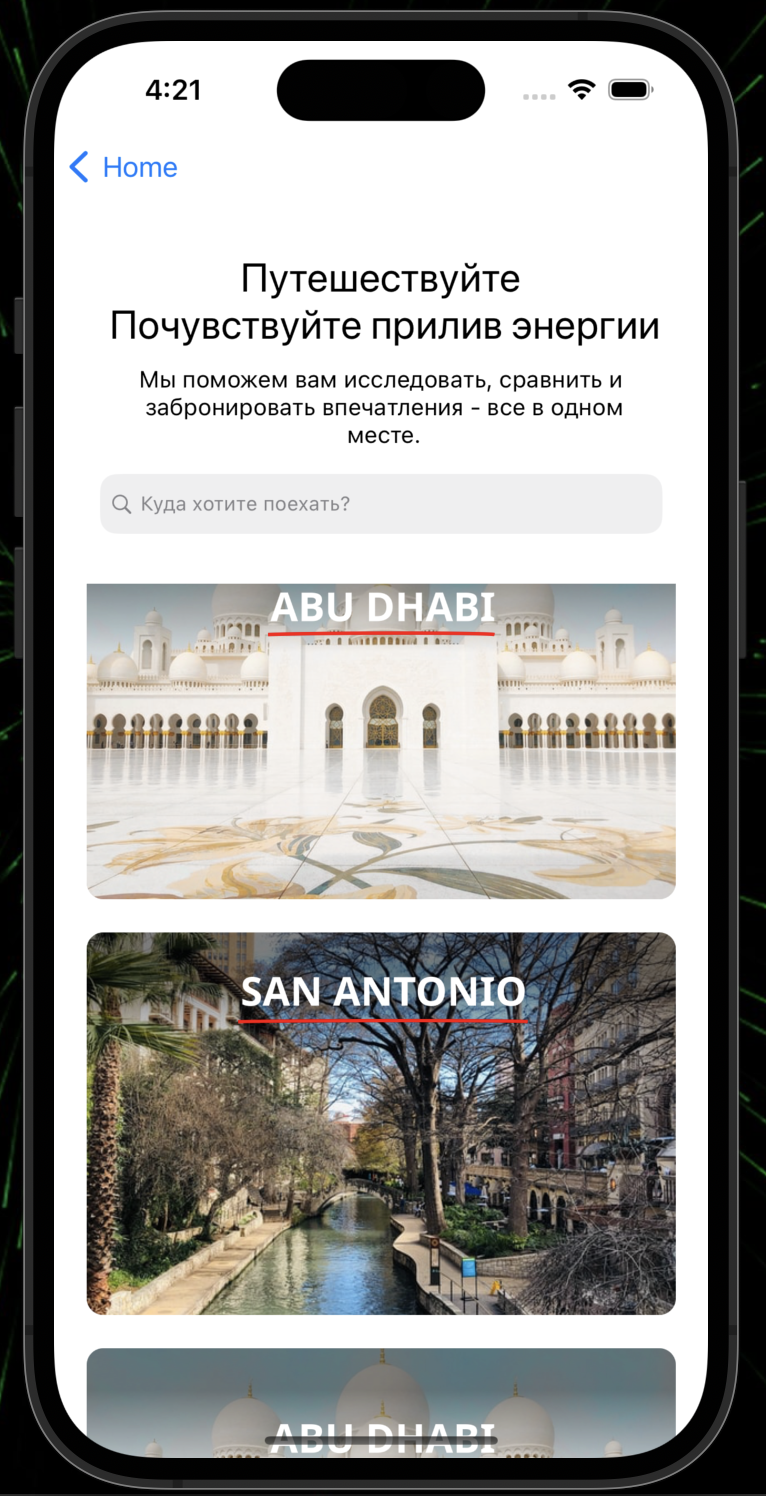 4:21
Home
Путешествуйте
Почувствуйте прилив энергии
Мы поможем вам исследовать, сравнить и
забронировать впечатления - все в одном
месте.
Куда хотите поехать?
ABU DHABI
SAN ANTONIO
ABU DHABI